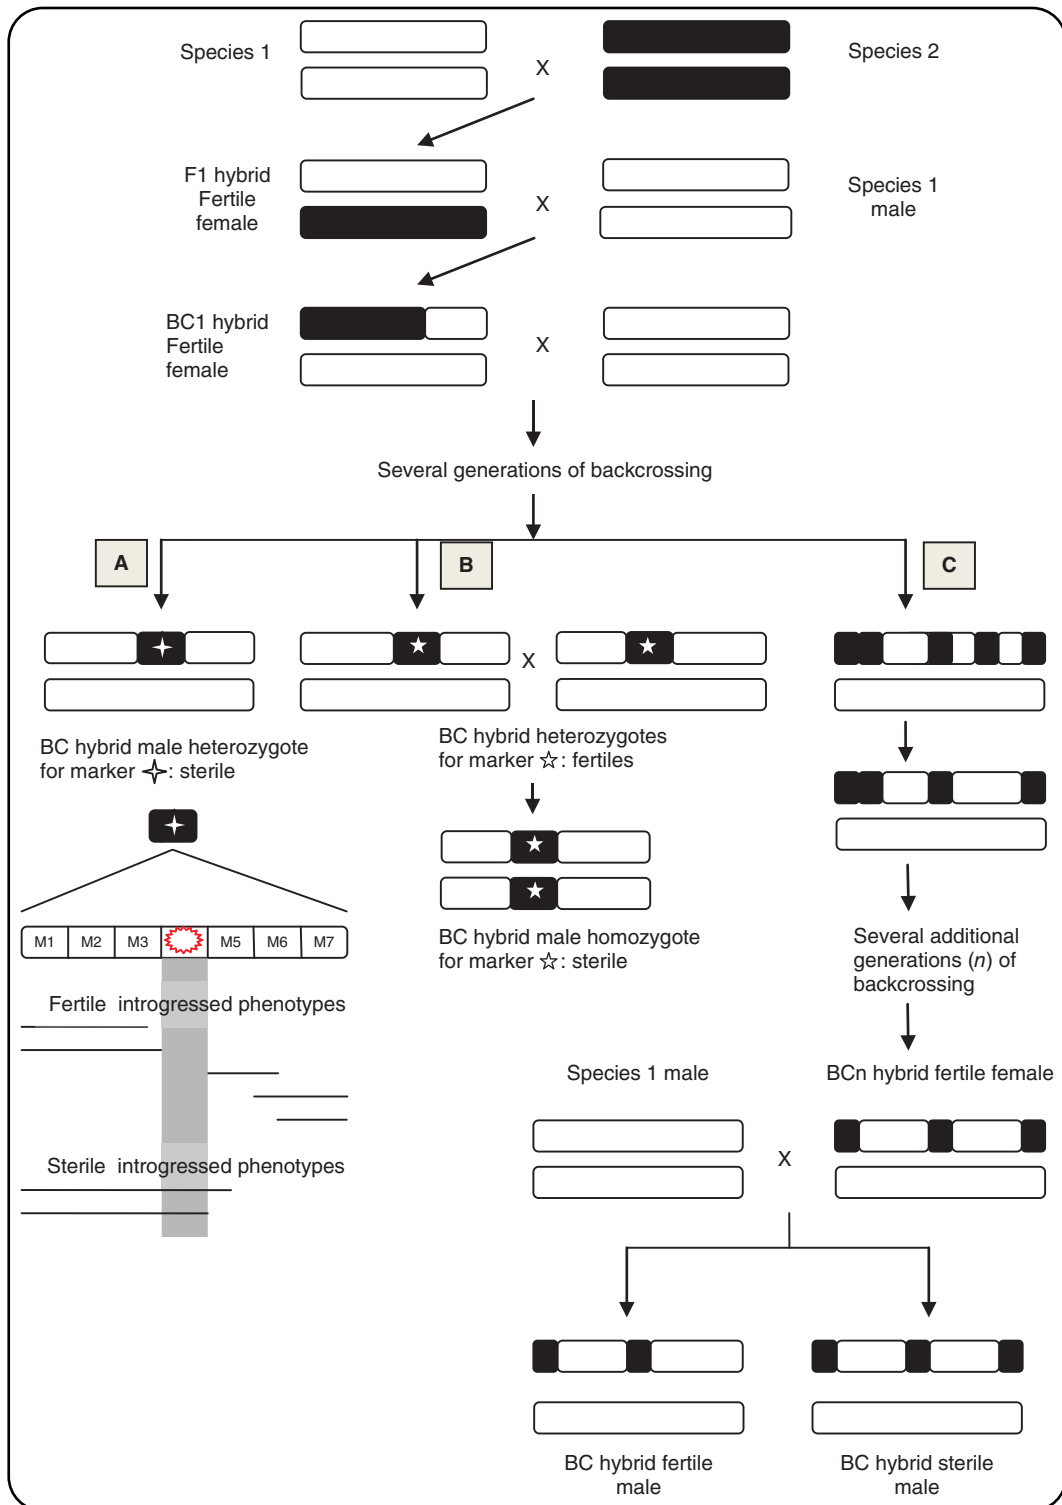 Species 1
X
Species 2
F1 hybrid
Fertile
female
X
Species 1
male
BC1 hybrid
Fertile
female
X
Several generations of backcrossing
A
B
C
X
BC hybrid male heterozygote
for marker : sterile
BC hybrid heterozygotes
for marker : fertiles
M1 M2 M3 M5 M6 M7
BC hybrid male homozygote
for marker : sterile
Several additional
generations (n) of
backcrossing
Fertile introgressed phenotypes
Species 1 male
BCn hybrid fertile female
X
Sterile introgressed phenotypes
BC hybrid fertile
male
BC hybrid sterile
male